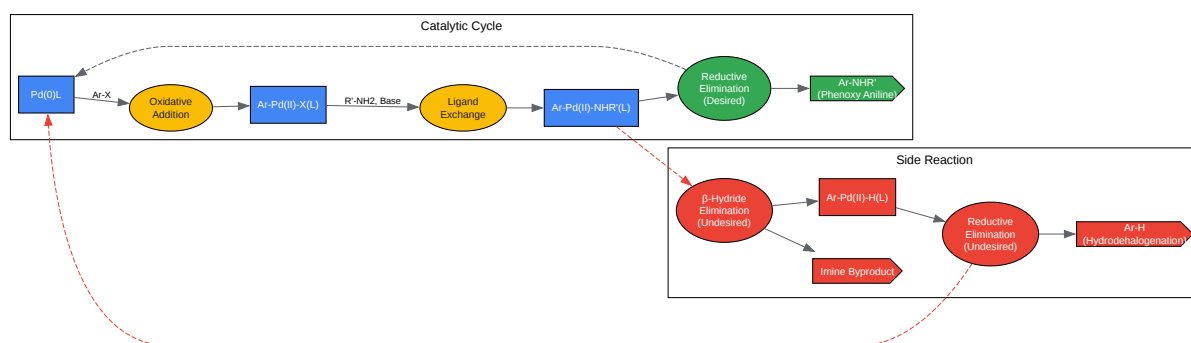 Catalytic Cycle
Pd(0)L
Ar-X
Oxidative
Addition
Ar-Pd(II)-X(L)
R'-NH2, Base
Ligand
Exchange
Ar-Pd(II)-NHR'(L)
Reductive
Elimination
(Desired)
Ar-NHR'
(Phenoxy Aniline)
Side Reaction
β-Hydride
Elimination
(Undesired)
Ar-Pd(II)-H(L)
Imine Byproduct
Reductive
Elimination
(Undesired)
Ar-H
(Hydrodehalogenation)